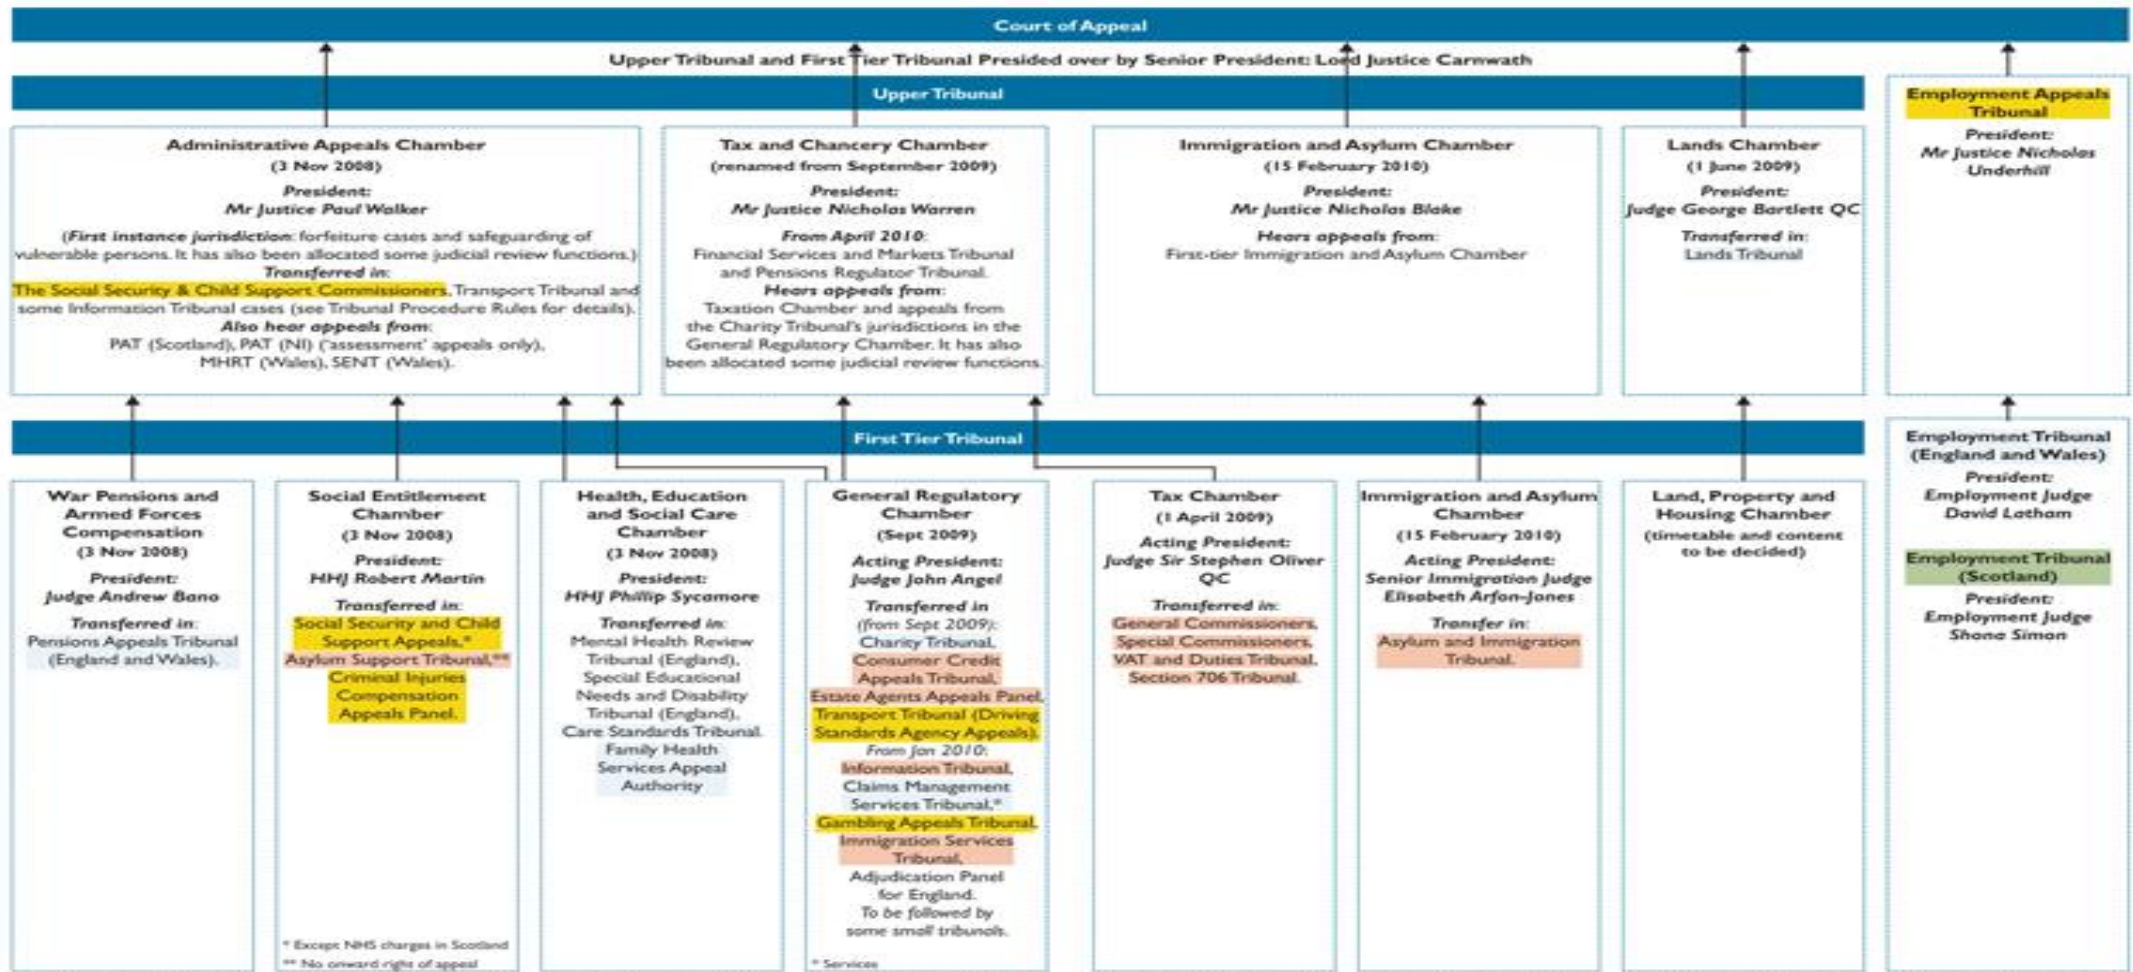 Court of Appeal
Upper Tribunal and First Tier Tribunal Presided over by Senior President: Lord Justice Carnwath
Upper Tribunal
Administrative Appeals Chamber
(3 Nov 2008)
President:
Mr Justice Paul Walker
(First instance jurisdiction: forfeiture cases and safeguarding of
vulnerable persons. It has also been allocated some judicial review functions.)
Transferred in:
The Social Security & Child Support Commissioners, Transport Tribunal and
some Information Tribunal cases (see Tribunal Procedure Rules for details).
Also hear appeals from:
PAT (Scotland), PAT (NI) ('assessment' appeals only),
MHRT (Wales), SENT (Wales).
Tax and Chancery Chamber
(renamed from September 2009)
President:
Mr Justice Nicholas Warren
From April 2010:
Financial Services and Markets Tribunal
and Pensions Regulator Tribunal.
Hears appeals from:
Taxation Chamber and appeals from
the Charity Tribunal's jurisdictions in the
General Regulatory Chamber. It has also
been allocated some judicial review functions.
Immigration and Asylum Chamber
(15 February 2010)
President:
Mr Justice Nicholas Blake
Hears appeals from:
First-tier Immigration and Asylum Chamber
Lands Chamber
(1 June 2009)
President:
Judge George Bartlett QC
Transferred in:
Lands Tribunal
Employment Appeals
Tribunal
President:
Mr Justice Nicholas
Underhill
First Tier Tribunal
War Pensions and
Armed Forces
Compensation
(3 Nov 2008)
President:
Judge Andrew Bano
Transferred in:
Pensions Appeals Tribunal
(England and Wales).
Social Entitlement
Chamber
(3 Nov 2008)
President:
HHJ Robert Martin
Transferred in:
Social Security and Child
Support Appeals,*
Asylum Support Tribunal,**
Criminal Injuries
Compensation
Appeals Panel.
* Except NHS charges in Scotland
** No onward right of appeal
Health, Education
and Social Care
Chamber
(3 Nov 2008)
President:
HHJ Phillip Sycamore
Transferred in:
Mental Health Review
Tribunal (England),
Special Educational
Needs and Disability
Tribunal (England),
Care Standards Tribunal.
Family Health
Services Appeal
Authority
General Regulatory
Chamber
(Sept 2009)
Acting President:
Judge John Angel
Transferred in
(from Sept 2009):
Charity Tribunal,
Consumer Credit
Appeals Tribunal,
Estate Agents Appeals Panel,
Transport Tribunal (Driving
Standards Agency Appeals).
From Jan 2010:
Information Tribunal,
Claims Management
Services Tribunal,*
Gambling Appeals Tribunal,
Immigration Services
Tribunal,
Adjudication Panel
for England.
To be followed by
some small tribunals.
* Services
Tax Chamber
(1 April 2009)
Acting President:
Judge Sir Stephen Oliver
QC
Transferred in:
General Commissioners,
Special Commissioners,
VAT and Duties Tribunal,
Section 706 Tribunal.
Immigration and Asylum
Chamber
(15 February 2010)
Acting President:
Senior Immigration Judge
Elisabeth Arfon-Jones
Transfer in:
Asylum and Immigration
Tribunal.
Land, Property and
Housing Chamber
(timetable and content
to be decided)
Employment Tribunal
(England and Wales)
President:
Employment Judge
David Latham
Employment Tribunal
(Scotland)
President:
Employment Judge
Shona Simon